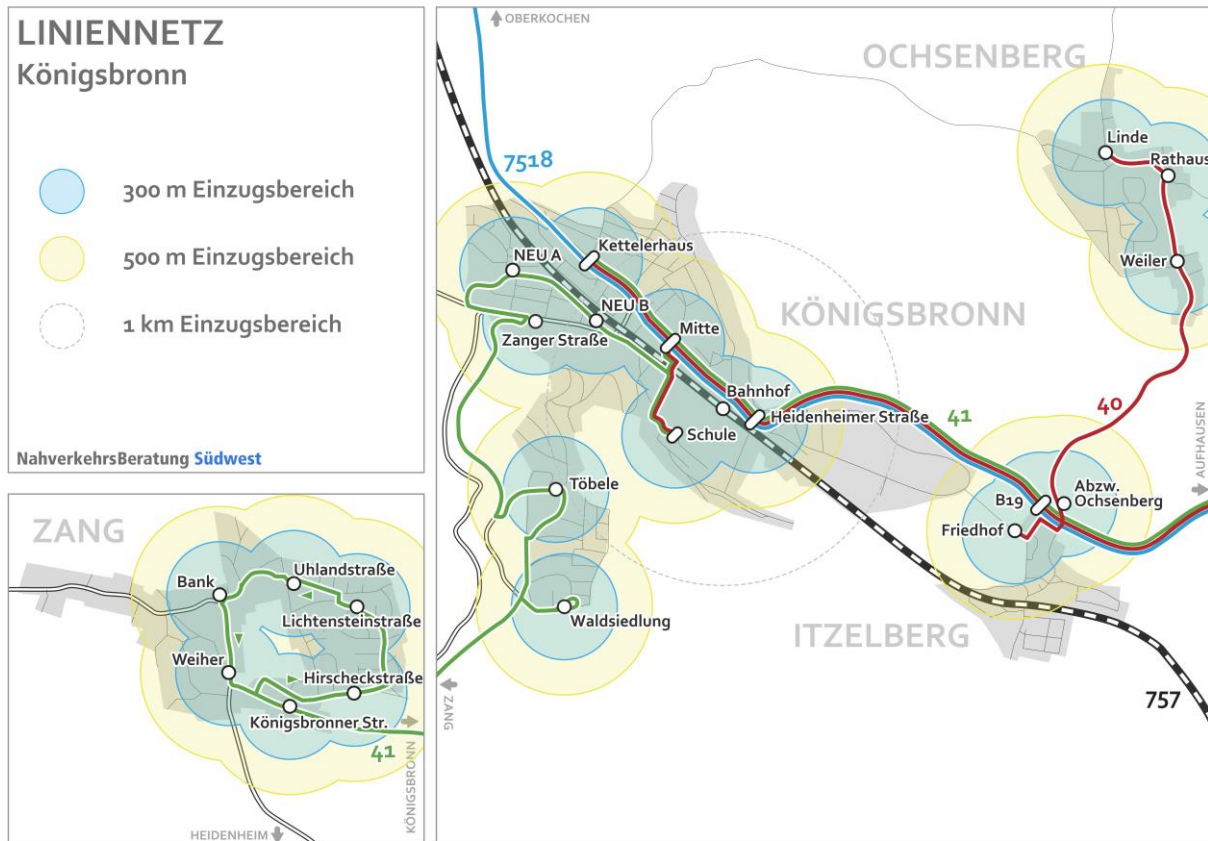 LINIENNETZ
Königsbronn
300 m Einzugsbereich
500 m Einzugsbereich
1 km Einzugsbereich
NahverkehrsBeratung Südwest
ZANG
Bank
Uhlandstraße
Lichtensteinstraße
Weiher
Hirscheckstraße
Königsbronner Str.
41
KÖNIGSBRONN
HEIDENHEIM
OBERKOCHEN
OCHSENBERG
Linde
Rathaus
7518
Weiler
Kettelerhaus
NEU A
NEU B
KÖNIGSBRONN
Mitte
Zanger Straße
Bahnhof
Heidenheimer Straße
41
40
AUFHAUSEN
Schule
Töbele
B19
Abzw.
Ochsenberg
Friedhof
Waldsiedlung
ITZELBERG
ZANG
757